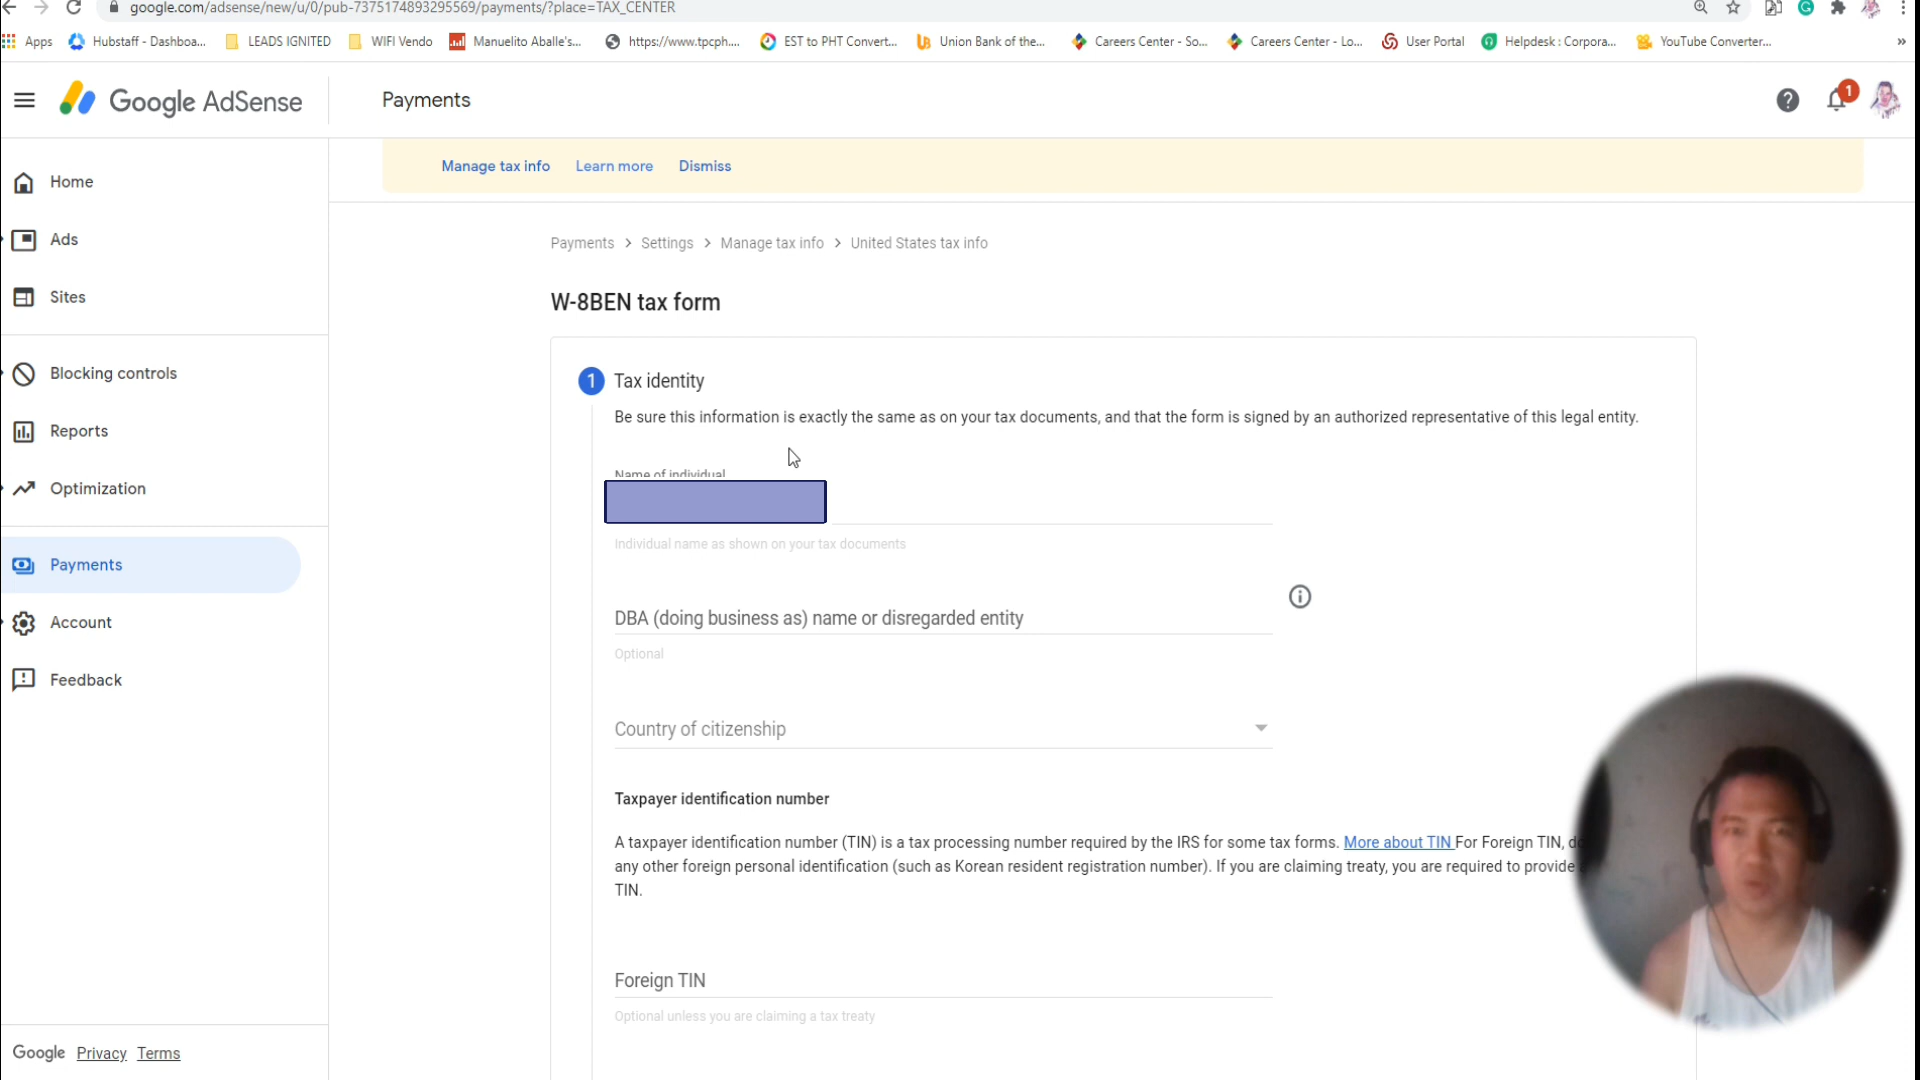 google.com/adsense/new/u/0/pub-7375174893295569/payments/?place=TAX_CENTER
Apps Hubstaff - Dashboa... LEADS IGNITED WIFI Vendo Manuelito Aballe's... https://www.tpcph.... EST to PHT Convert... Union Bank of the... Careers Center - So... Careers Center - Lo... User Portal Helpdesk : Corpora... YouTube Converter... »
Google AdSense
Payments
1
Manage tax info Learn more Dismiss
Home
Ads
Sites
Blocking controls
Reports
Optimization
Payments
Account
Feedback
Payments > Settings > Manage tax info > United States tax info
W-8BEN tax form
1 Tax identity
Be sure this information is exactly the same as on your tax documents, and that the form is signed by an authorized representative of this legal entity.
Name of individual
Individual name as shown on your tax documents
DBA (doing business as) name or disregarded entity
Optional
Country of citizenship
Taxpayer identification number
A taxpayer identification number (TIN) is a tax processing number required by the IRS for some tax forms. More about TIN For Foreign TIN,
any other foreign personal identification (such as Korean resident registration number). If you are claiming treaty, you are required to provide
TIN.
Foreign TIN
Optional unless you are claiming a tax treaty
Google Privacy Terms